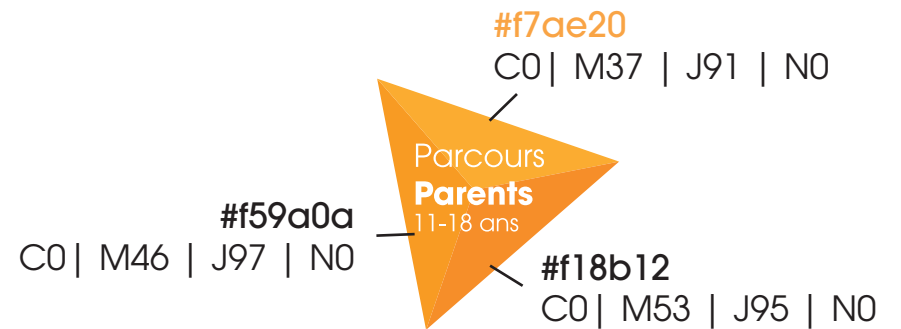 #f7ae20
C0| M37 | J91 | N0
Parcours
Parents
11-18 ans
#f59a0a
C0| M46 | J97 | N0
#f18b12
C0| M53 | J95 | N0